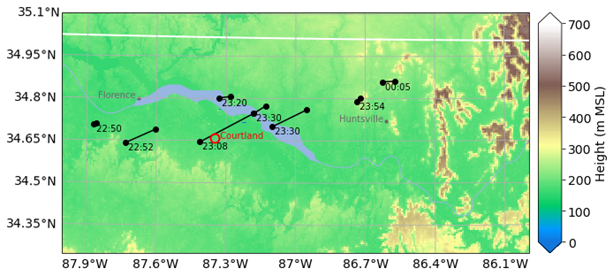 35.1°N
34.95°N
34.8°N
34.65°N
34.5°N
34.35°N
Florence
23:20
00:05
23:54
22:50
23:30
Huntsville
23:30
Courtland
22:52
23:08
87.9°W
87.6°W
87.3°W
87°W
86.7°W
86.4°W
86.1°W
700
600
500
400
300
200
100
0
Height (m MSL)